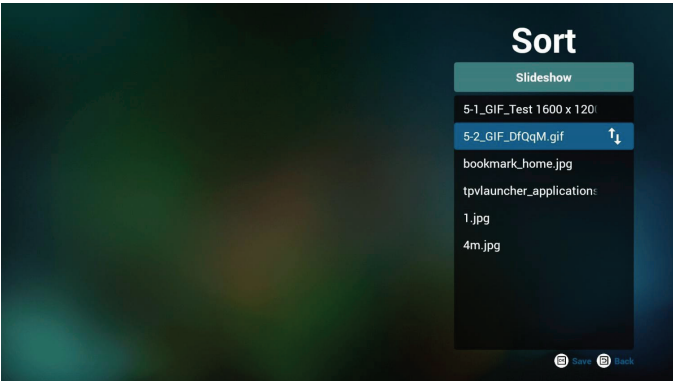 Sort
Slideshow
5-1_GIF_Test 1600 x 120
5-2_GIF_DfQqM.gif
bookmark_home.jpg
tpvlauncher_applications
1.jpg
4m.jpg
Save Back